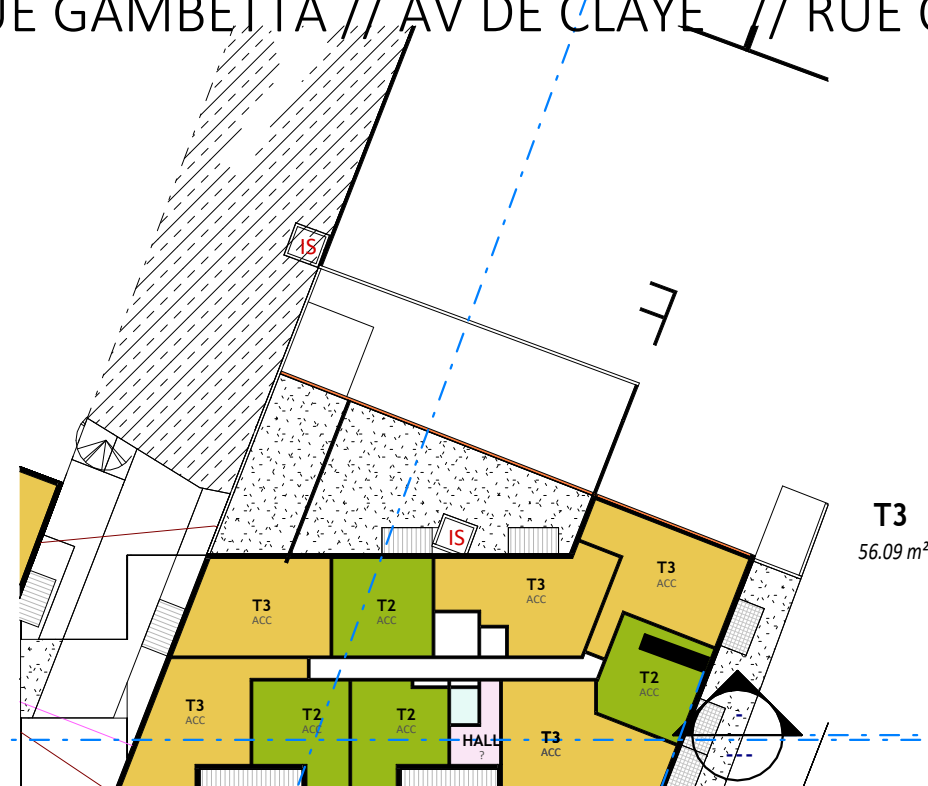 UE GAMBETTA // AV DE CLAYE // RUE
IS
T3
56.09 m²
IS
T3
ACC
T3
ACC
T3
ACC
T2
ACC
T2
ACC
T3
ACC
T2
ACC
T2
ACC
HALL
?
T3
ACC